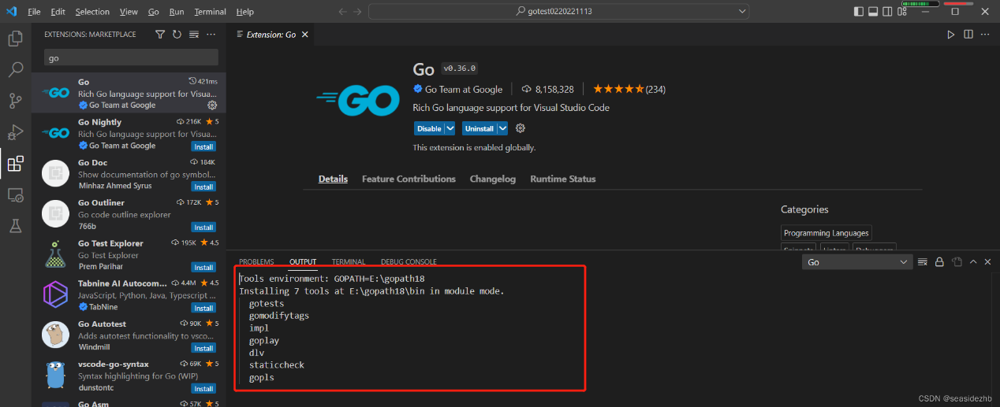 File Edit Selection View Go Run Terminal Help
gotest0220221113
EXTENSIONS: MARKETPLACE
go
Go 421ms
Rich Go language support for Visua...
Go Team at Google
Go Nightly 216K 5
Rich Go language support for Visua...
Go Team at Google Install
Go Doc 184K
Show documentation of go symbol...
Minhaz Ahmed Syrus Install
Go Outliner 172K 5
Go code outline explorer
766b Install
Go Test Explorer 195K 4.5
Go Test Explorer
Prem Parihar Install
Tabnine AI Autocom... 4.4M 4.5
JavaScript, Python, Java, Typescript ...
TabNine Install
Go Autotest 90K 5
Adds autotest functionality to vsco...
Windmill Install
vscode-go-syntax 69K 5
Syntax highlighting for Go (WIP)
dunstontc Install
Go Asm 57K 5
Extension: Go
GO
Go v0.36.0
Go Team at Google 8,158,328 (234)
Rich Go language support for Visual Studio Code
Disable Uninstall
This extension is enabled globally.
Details Feature Contributions Changelog Runtime Status
Categories
Programming Languages
Snippets Linters Debuggers
PROBLEMS OUTPUT TERMINAL DEBUG CONSOLE Go
Tools environment: GOPATH=E:\gopath18
Installing 7 tools at E:\gopath18\bin in module mode.
gotests
gomodifytags
impl
goplay
dlv
staticcheck
gopls
CSDN @seasidezhb